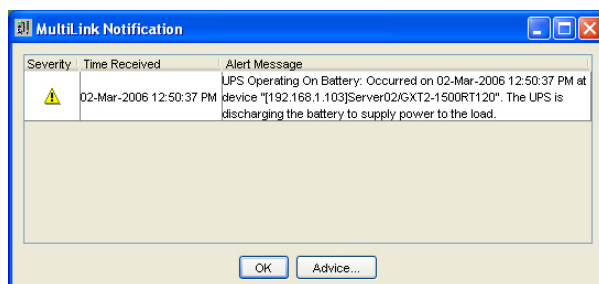 MultiLink Notification
Severity Time Received Alert Message
UPS Operating On Battery: Occurred on 02-Mar-2006 12:50:37 PM at
02-Mar-2006 12:50:37 PM device "[192.168.1.103]Server02/GXT2-1500RT120". The UPS is
discharging the battery to supply power to the load.
OK Advice...